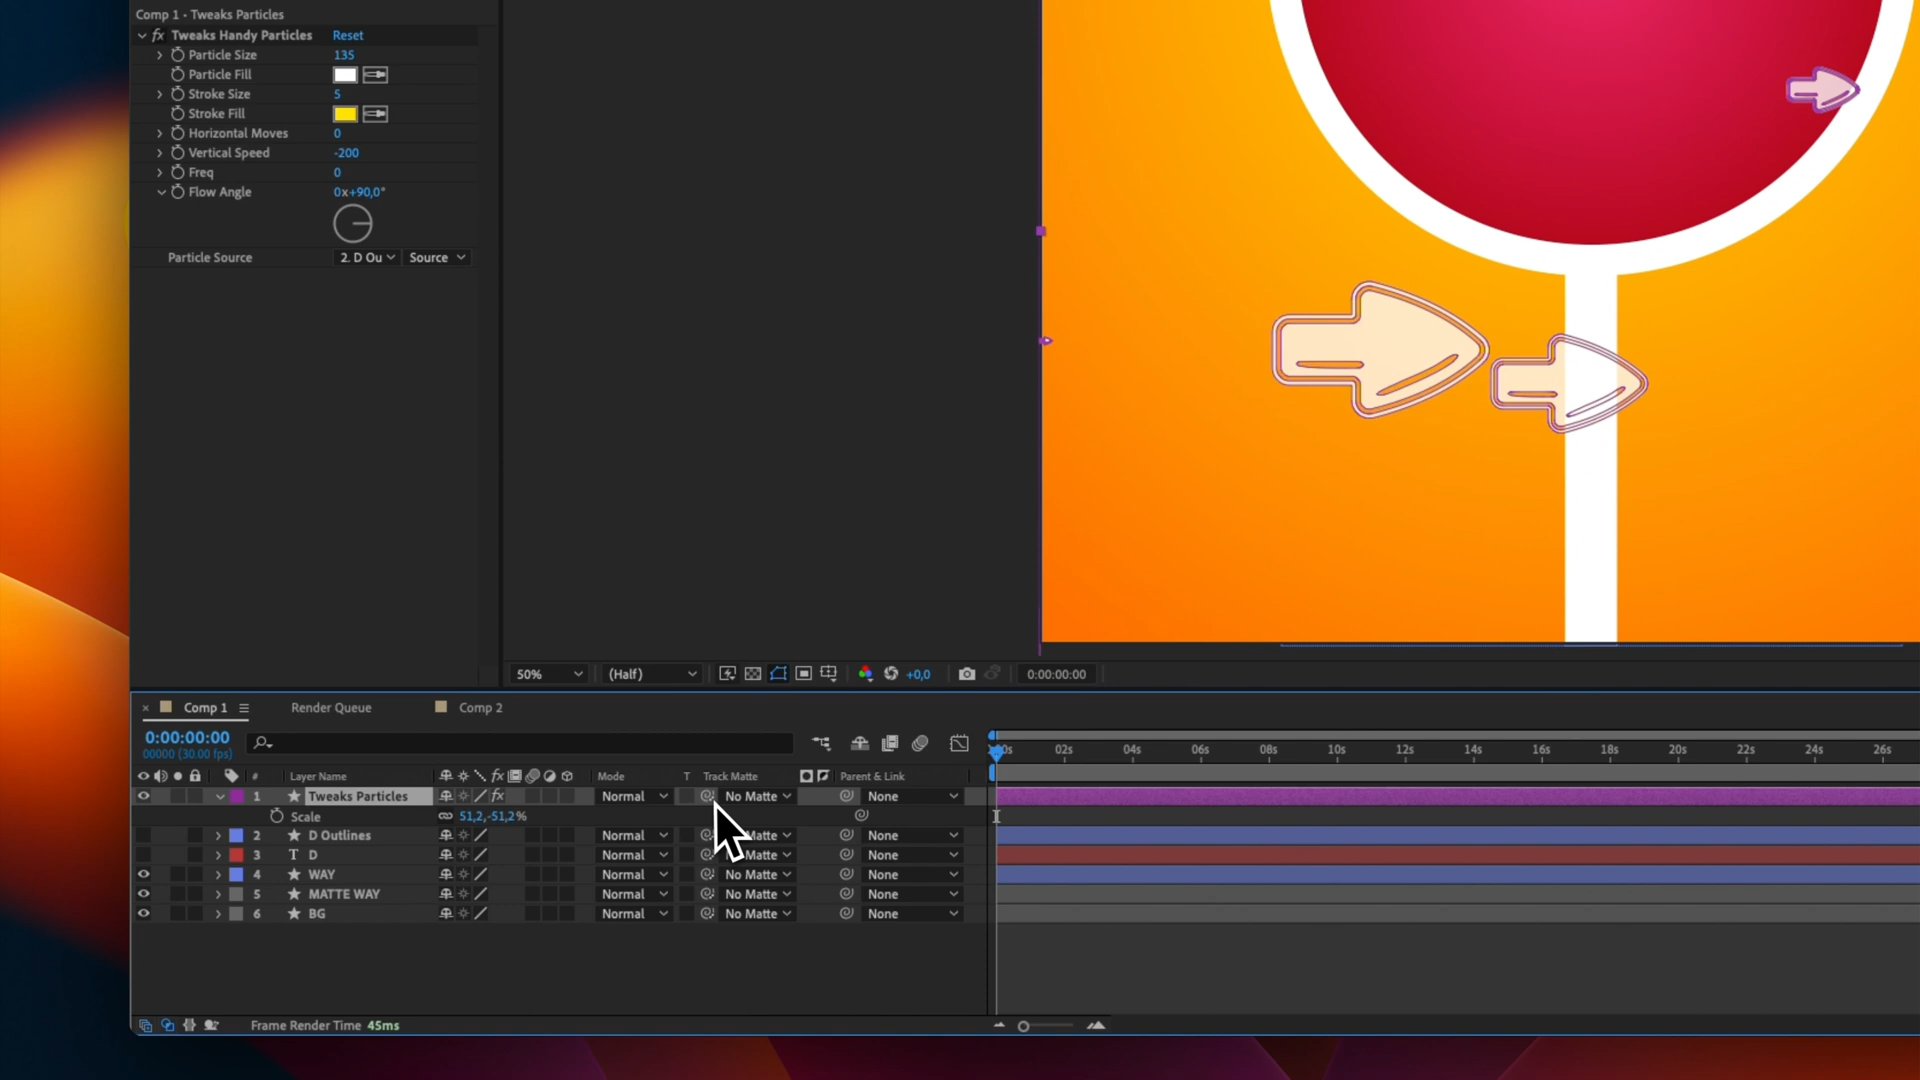 Comp 1 • Tweaks Particles
fx Tweaks Handy Particles Reset
Particle Size 135
Particle Fill
Stroke Size 5
Stroke Fill
Horizontal Moves 0
Vertical Speed -200
Freq 0
Flow Angle 0x+90,0°
Particle Source 2. D Ou Source
50% (Half) +0,0 0:00:00:00
Comp 1 Render Queue Comp 2
0:00:00:00
00000 (30.00 fps)
02s 04s 06s 08s 10s 12s 14s 16s 18s 20s 22s 24s 26s
# Layer Name fx Mode T Track Matte Parent & Link
1 Tweaks Particles fx Normal No Matte None
Scale 51,2,-51,2%
2 D Outlines Normal Matte None
3 T D Normal Matte None
4 WAY Normal No Matte None
5 MATTE WAY Normal No Matte None
6 BG Normal No Matte None
Frame Render Time 45ms